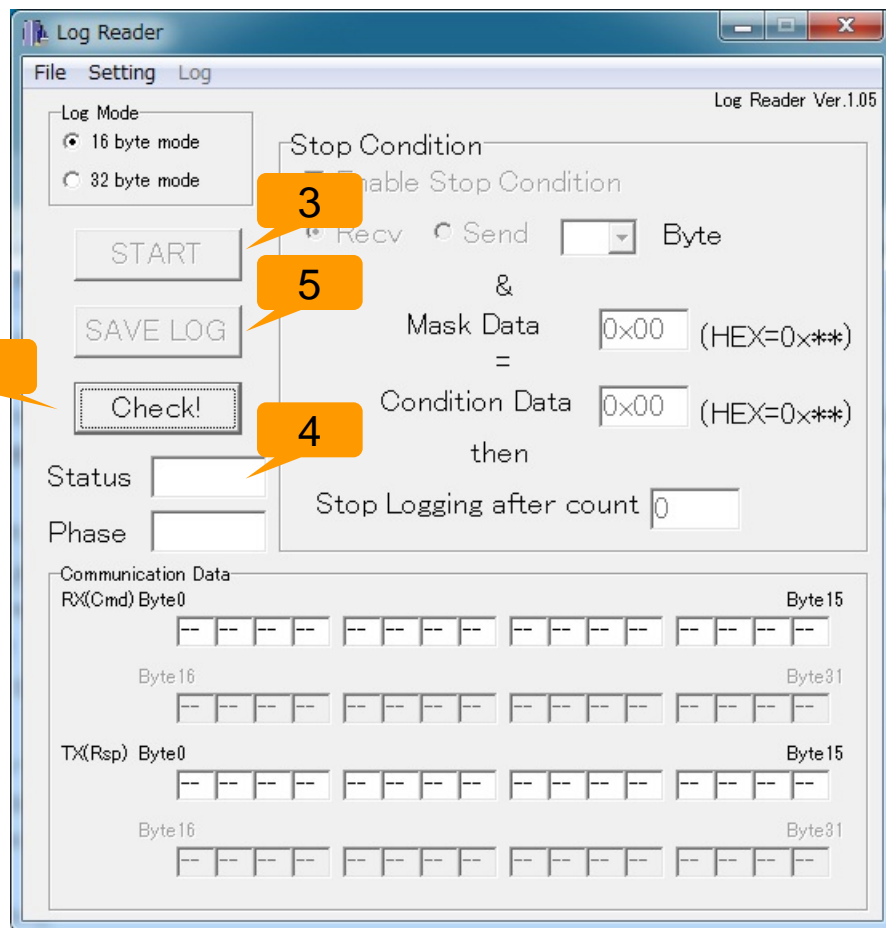 Log Reader
File Setting Log
Log Reader Ver.1.05
Log Mode
16 byte mode
32 byte mode
3
START
5
SAVE LOG
Check!
4
Status
Phase
Stop Condition
Enable Stop Condition
Recv Send Byte
&
Mask Data 0x00 (HEX=0x**)
=
Condition Data 0x00 (HEX=0x**)
then
Stop Logging after count 0
Communication Data
RX(Cmd) Byte0 Byte15
-- -- -- -- -- -- -- -- -- -- -- -- -- -- -- --
Byte16 Byte31
-- -- -- -- -- -- -- -- -- -- -- -- -- -- -- --
TX(Rsp) Byte0 Byte15
-- -- -- -- -- -- -- -- -- -- -- -- -- -- -- --
Byte16 Byte31
-- -- -- -- -- -- -- -- -- -- -- -- -- -- -- --